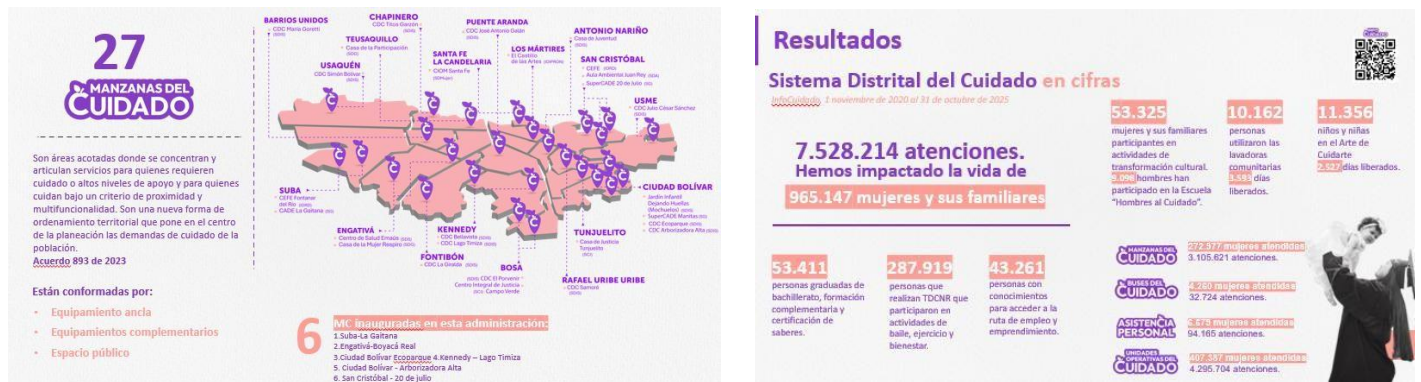 27
MANZANAS DEL
CUIDADO
Son áreas acotadas donde se concentran y
articulan servicios para quienes requieren
cuidado o altos niveles de apoyo y para quienes
cuidan bajo un criterio de proximidad y
multifuncionalidad. Son una nueva forma de
ordenamiento territorial que pone en el centro
de la planeación las demandas de cuidado de la
población.
Acuerdo 893 de 2023
Están conformadas por:
• Equipamiento ancla
• Equipamientos complementarios
• Espacio público
BARRIOS UNIDOS
CDC María Goretti
CHAPINERO
CDC Titos Garzón
TEUSAQUILLO
Casa de la Participación
PUENTE ARANDA
CDC José Antonio Galán
USAQUÉN
CDC Simón Bolívar
SANTA FE
LA CANDELARIA
CIOM Santa Fe
LOS MÁRTIRES
El Castillo
de las Artes
ANTONIO NARIÑO
Casa de Juventud
SAN CRISTÓBAL
CEFE
Aula Ambiental Juan Rey
SuperCADE 20 de Julio
USME
CDC Julio César Sánchez
SUBA
CEFE Fontanar
del Río
CADE La Gaitana
ENGATIVÁ
Centro de Salud Emaús
Casa de la Mujer
FONTIBÓN
CDC La Giralda
KENNEDY
CDC Bellavista
CDC Lago Timiza
BOSA
CDC El Porvenir
Centro Integral de Justicia
Campo Verde
TUNJUELITO
Casa de Justicia
Tunjuelito
RAFAEL URIBE URIBE
CDC Samoré
CIUDAD BOLÍVAR
Jardín Infantil
Dejando Huellas
(Mochuelo)
SuperCADE Manitas
CDC Ecoparque
CDC Arborizadora Alta
6
MC inauguradas en esta administración:
1.Suba-La Gaitana
2.Engativá-Boyacá Real
3.Ciudad Bolívar Ecoparque 4.Kennedy – Lago Timiza
5. Ciudad Bolívar - Arborizadora Alta
6. San Cristóbal - 20 de julio
Resultados
Sistema Distrital del Cuidado en cifras
InfoCuidado, 1 noviembre de 2020 al 31 de octubre de 2025
7.528.214 atenciones.
Hemos impactado la vida de
965.147 mujeres y sus familiares
53.411
personas graduadas de
bachillerato, formación
complementaria y
certificación de
saberes.
287.919
personas que
realizan TDCNR que
participaron en
actividades de
baile, ejercicio y
bienestar.
43.261
personas con
conocimientos
para acceder a la
ruta de empleo y
emprendimiento.
53.325
mujeres y sus familiares
participantes en
actividades de
transformación cultural.
hombres han
participado en la Escuela
“Hombres al Cuidado”.
10.162
personas
utilizaron las
lavadoras
comunitarias
días
liberados.
11.356
niños y niñas
en el Arte de
Cuidarte
2.527 días liberados.
MANZANAS DEL
CUIDADO
272.377 mujeres atendidas
3.105.621 atenciones.
BUSES DEL
CUIDADO
4.260 mujeres atendidas
32.724 atenciones.
ASISTENCIA
PERSONAL
mujeres atendidas
94.165 atenciones.
UNIDADES
OPERATIVAS DEL
CUIDADO
407.387 mujeres atendidas
4.295.704 atenciones.